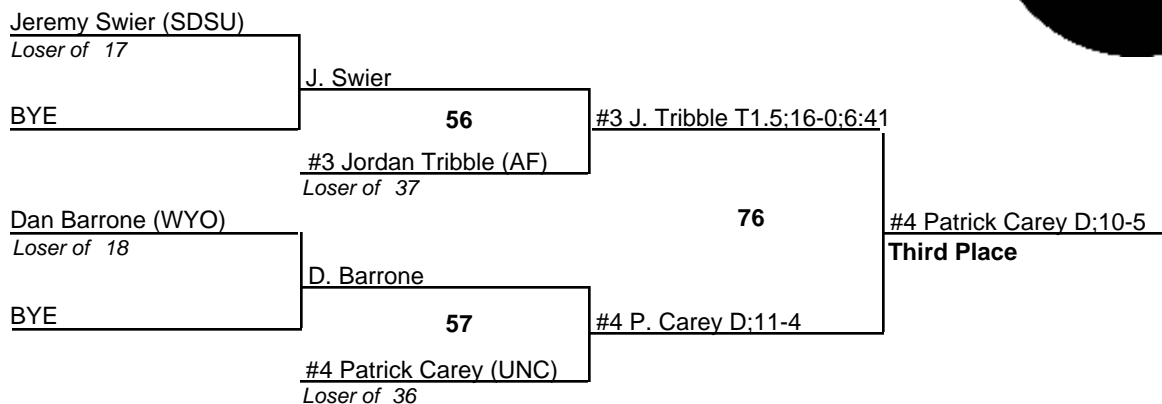 Jeremy Swier (SDSU)
Loser of 17
J. Swier
BYE
56
#3 J. Tribble T1.5;16-0;6:41
#3 Jordan Tribble (AF)
Loser of 37
Dan Barrone (WYO)
76
#4 Patrick Carey D;10-5
Loser of 18
Third Place
D. Barrone
BYE
57
#4 P. Carey D;11-4
#4 Patrick Carey (UNC)
Loser of 36